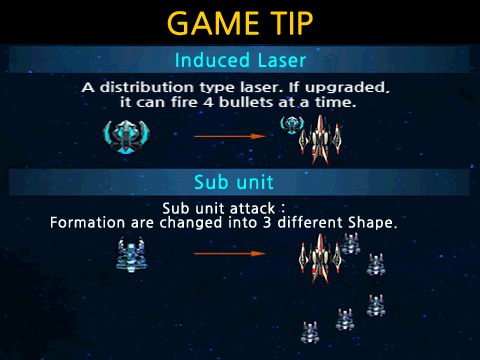 GAME TIP
Induced Laser
A distribution type laser. If upgraded,
it can fire 4 bullets at a time.
Sub unit
Sub unit attack :
Formation are changed into 3 different Shape.